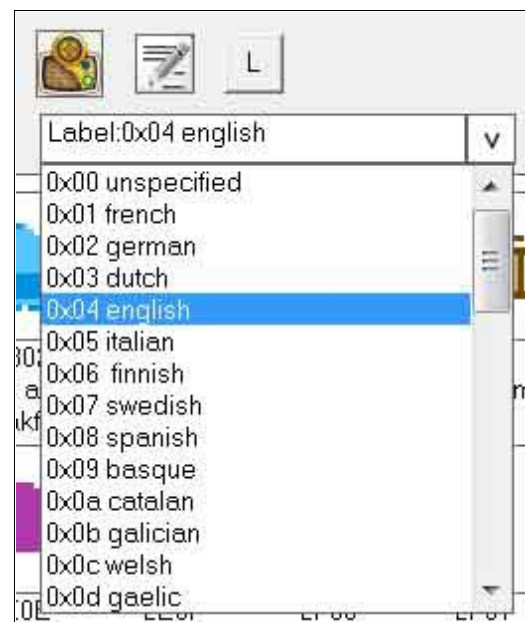 L
Label:0x04 english
v
0x00 unspecified
0x01 french
0x02 german
0x03 dutch
0x04 english
0x05 italian
0x06  finnish
0x07 swedish
0x08 spanish
0x09 basque
0x0a catalan
0x0b galician
0x0c welsh
0x0d gaelic